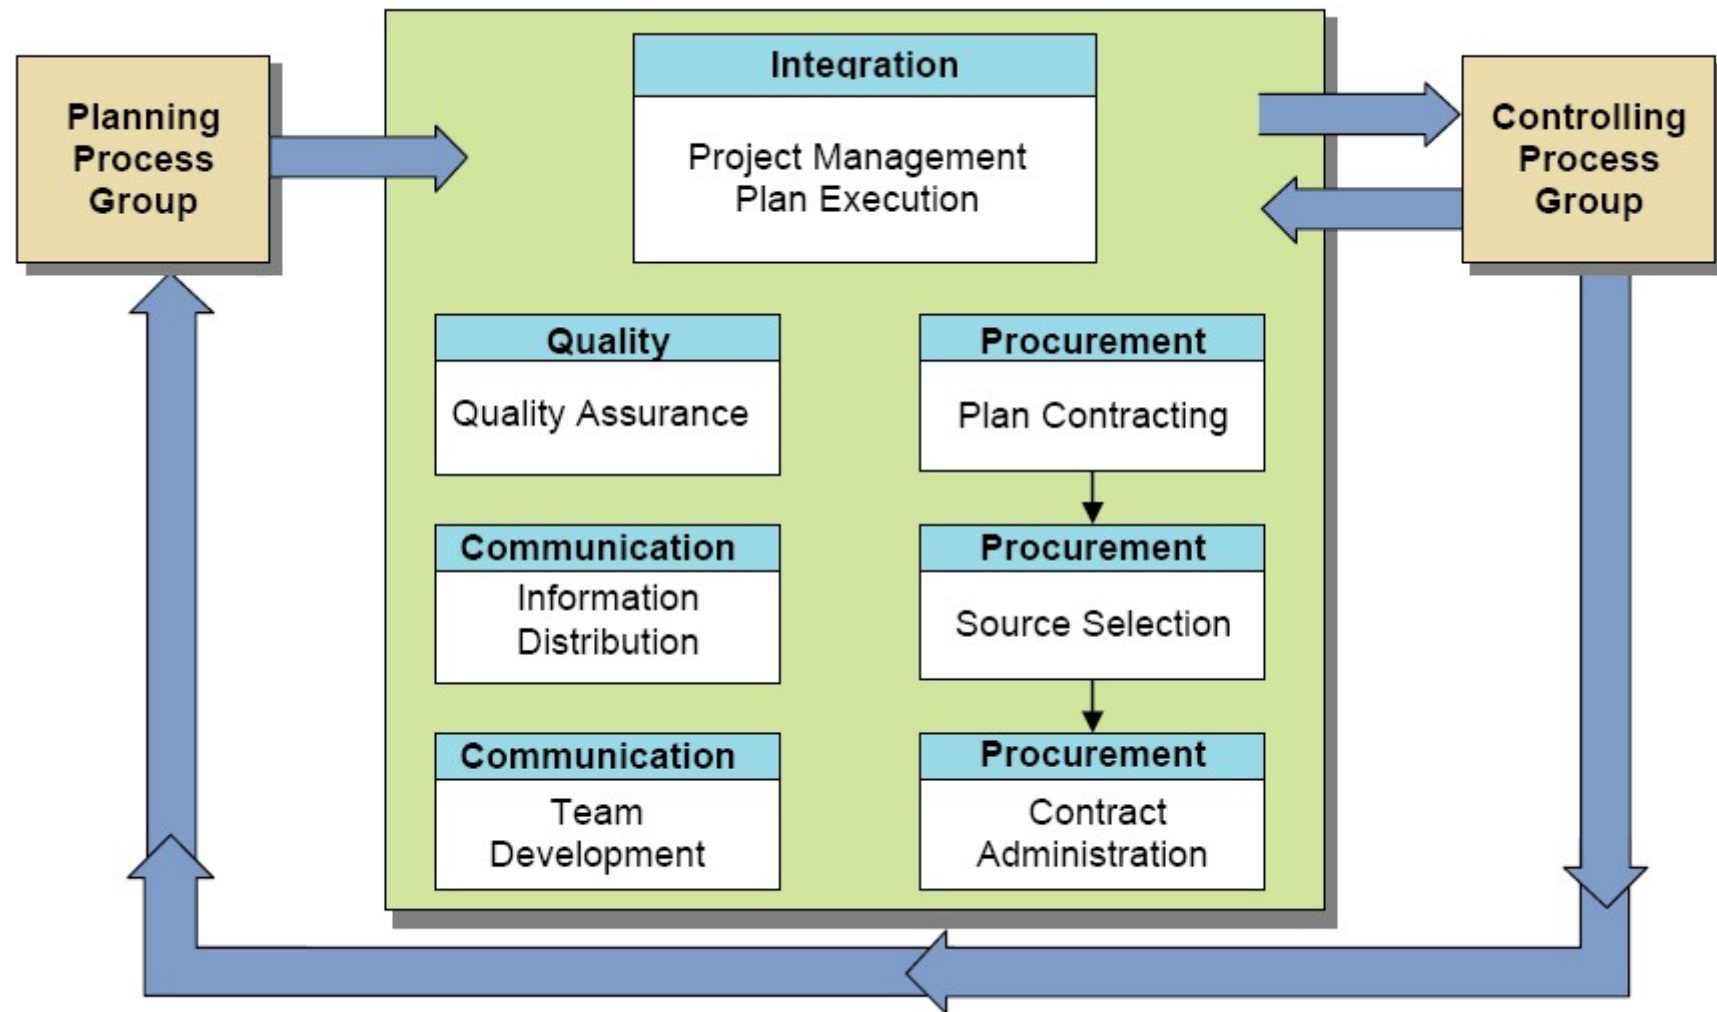 Planning
Process
Group
Integration
Project Management
Plan Execution
Controlling
Process
Group
Quality
Quality Assurance
Procurement
Plan Contracting
Communication
Information
Distribution
Procurement
Source Selection
Communication
Team
Development
Procurement
Contract
Administration